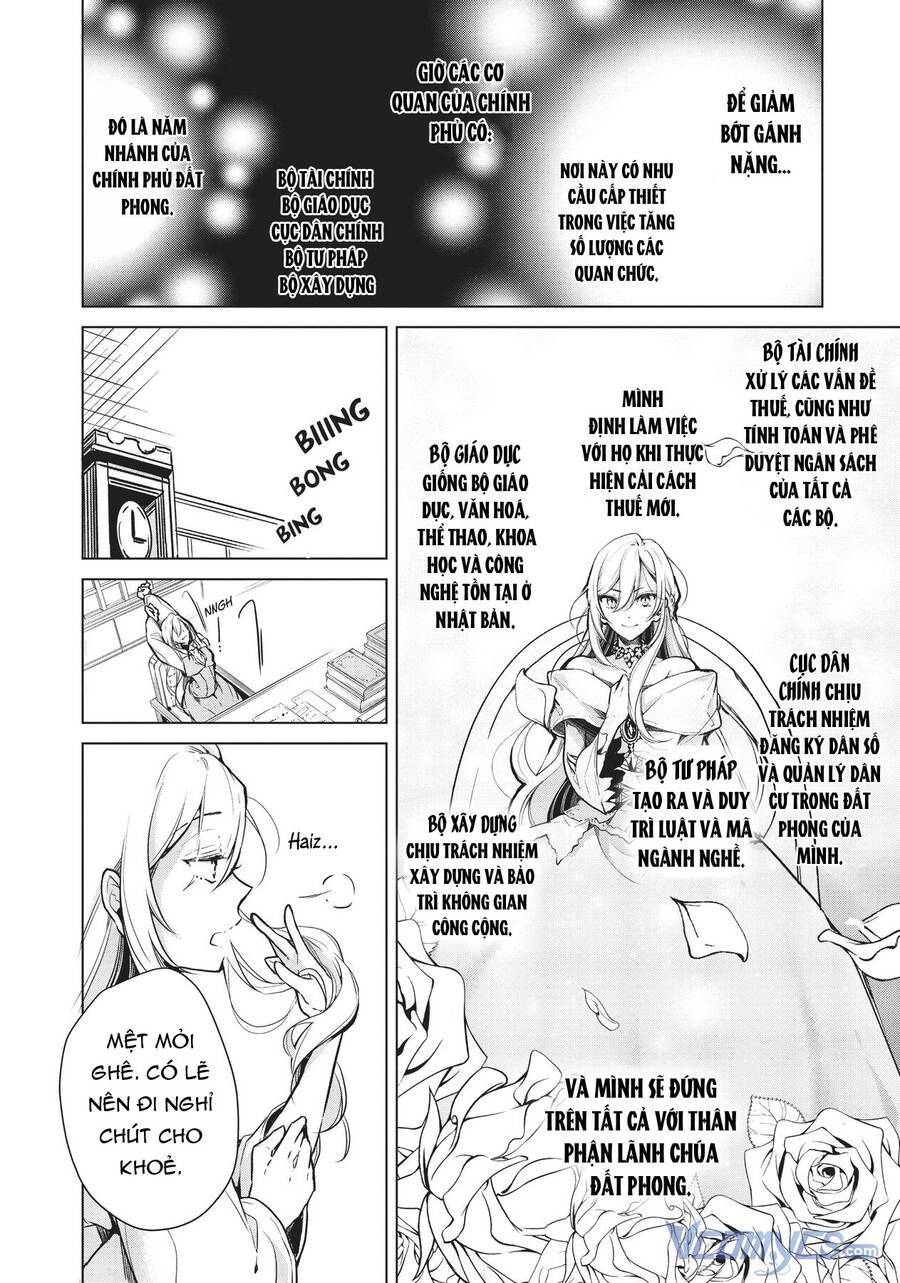 ĐỂ GIẢM
BỚT GÁNH
NẶNG...
NƠI NÀY CÓ NHU
CẦU CẤP THIẾT
TRONG VIỆC TĂNG
SỐ LƯỢNG CÁC
QUAN CHỨC.
GIỜ CÁC CƠ
QUAN CỦA CHÍNH
PHỦ CÓ:
BỘ TÀI CHÍNH
BỘ GIÁO DỤC
CỤC DÂN CHÍNH
BỘ TƯ PHÁP
BỘ XÂY DỰNG
ĐÓ LÀ NĂM
NHÁNH CỦA
CHÍNH PHỦ ĐẤT
PHONG.
BỘ TÀI CHÍNH
XỬ LÝ CÁC VẤN ĐỀ
THUẾ, CŨNG NHƯ
TÍNH TOÁN VÀ PHÊ
DUYỆT NGÂN SÁCH
CỦA TẤT CẢ
CÁC BỘ.
MÌNH
ĐỊNH LÀM VIỆC
VỚI HỌ KHI THỰC
HIỆN CẢI CÁCH
THUẾ MỚI.
BỘ GIÁO DỤC
GIỐNG BỘ GIÁO
DỤC, VĂN HOÁ,
THỂ THAO, KHOA
HỌC VÀ CÔNG
NGHỆ TỒN TẠI Ở
NHẬT BẢN.
CỤC DÂN
CHÍNH CHỊU
TRÁCH NHIỆM
ĐĂNG KÝ DÂN SỐ
VÀ QUẢN LÝ DÂN
CƯ TRONG ĐẤT
PHONG CỦA
MÌNH.
BỘ TƯ PHÁP
TẠO RA VÀ DUY
TRÌ LUẬT VÀ MÃ
NGÀNH NGHỀ.
BỘ XÂY DỰNG
CHỊU TRÁCH NHIỆM
XÂY DỰNG VÀ BẢO
TRÌ KHÔNG GIAN
CÔNG CỘNG.
VÀ MÌNH SẼ ĐỨNG
TRÊN TẤT CẢ VỚI THÂN
PHẬN LÃNH CHÚA
ĐẤT PHONG.
BIIING
BONG
BING
NNGH
Haiz...
MỆT MỎI
GHÊ. CÓ LẼ
NÊN ĐI NGHỈ
CHÚT CHO
KHOẺ.